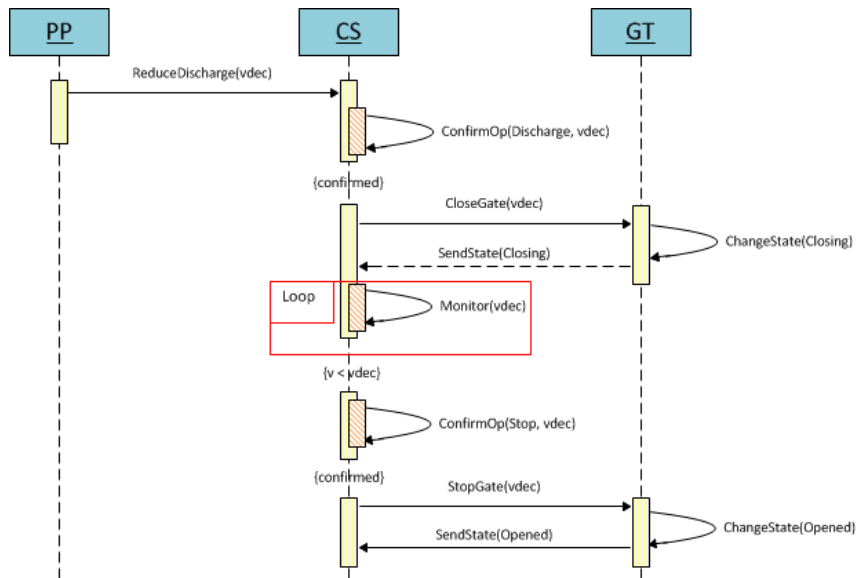 PP
CS
GT
ReduceDischarge(vdec)
ConfirmOp(Discharge, vdec)
{confirmed}
CloseGate(vdec)
ChangeState(Closing)
SendState(Closing)
Loop
Monitor(vdec)
{v < vdec}
ConfirmOp(Stop, vdec)
{confirmed}
StopGate(vdec)
ChangeState(Opened)
SendState(Opened)